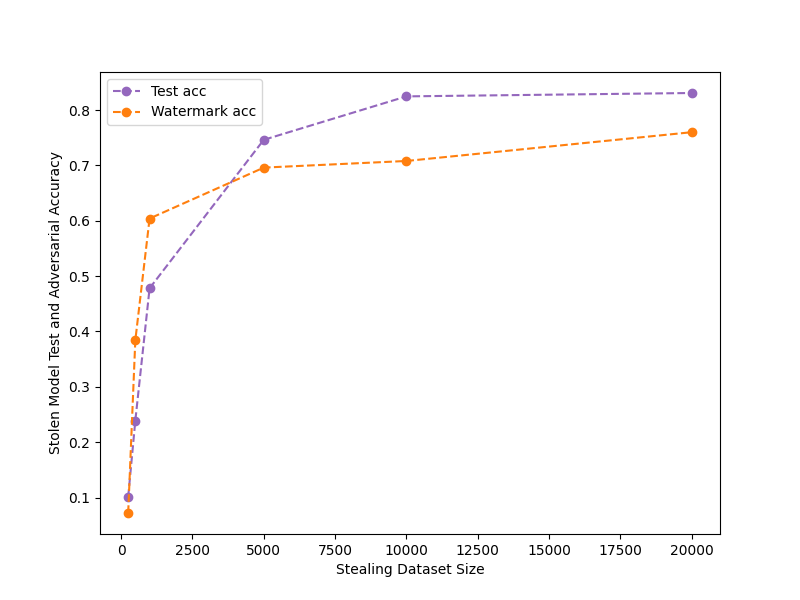 Test acc
Watermark acc
Stolen Model Test and Adversarial Accuracy
0.8
0.7
0.6
0.5
0.4
0.3
0.2
0.1
0 2500 5000 7500 10000 12500 15000 17500 20000
Stealing Dataset Size